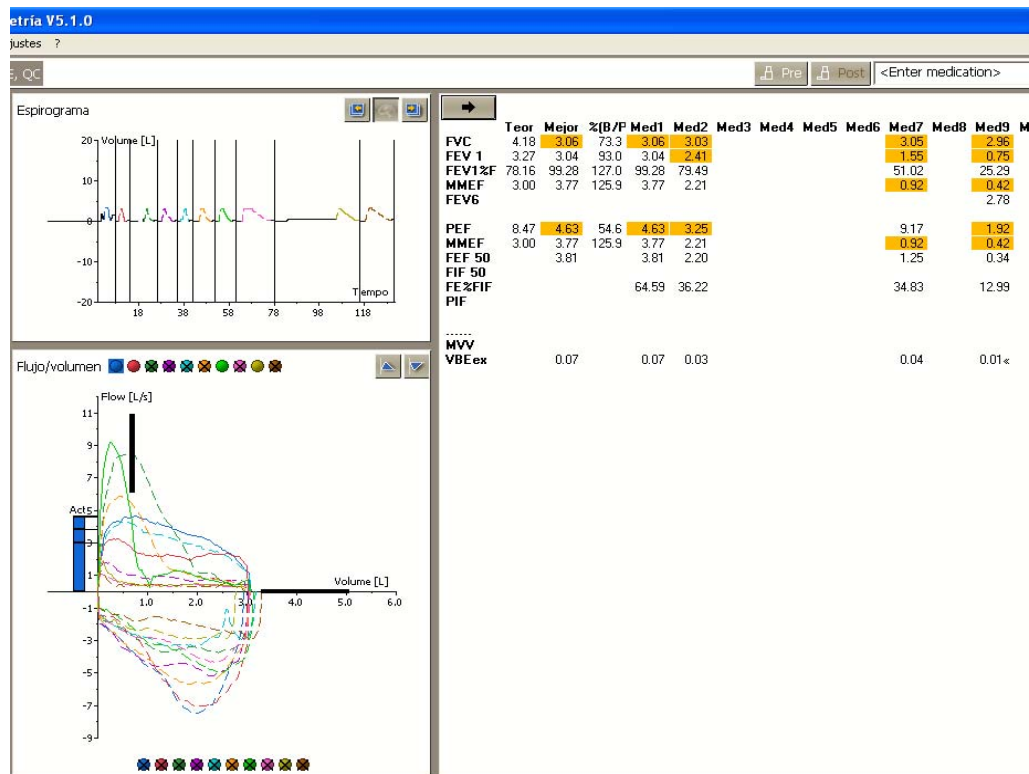 etría V5.1.0
justes ?
E, QC
Pre Post <Enter medication>
Espirograma
Volume [L]
20
10
0
-10
-20
Tiempo
18 38 58 78 98 118
Flujo/volumen
Flow [L/s]
11
9
7
Act5
3
1
-1
-3
-5
-7
-9
Volume [L]
1.0 2.0 3.0 4.0 5.0 6.0
Teor Mejor %(B/P Med1 Med2 Med3 Med4 Med5 Med6 Med7 Med8 Med9 M
FVC 4.18 3.06 73.3 3.06 3.03 3.05 2.96
FEV 1 3.27 3.04 93.0 3.04 2.41 1.55 0.75
FEV1%F 78.16 99.28 127.0 99.28 79.49 51.02 25.29
MMEF 3.00 3.77 125.9 3.77 2.21 0.92 0.42
FEV6 2.78
PEF 8.47 4.63 54.6 4.63 3.25 9.17 1.92
MMEF 3.00 3.77 125.9 3.77 2.21 0.92 0.42
FEF 50 3.81 3.81 2.20 1.25 0.34
FIF 50
FE%FIF 64.59 36.22 34.83 12.99
PIF
......
MVV
VBEex 0.07 0.07 0.03 0.04 0.01«